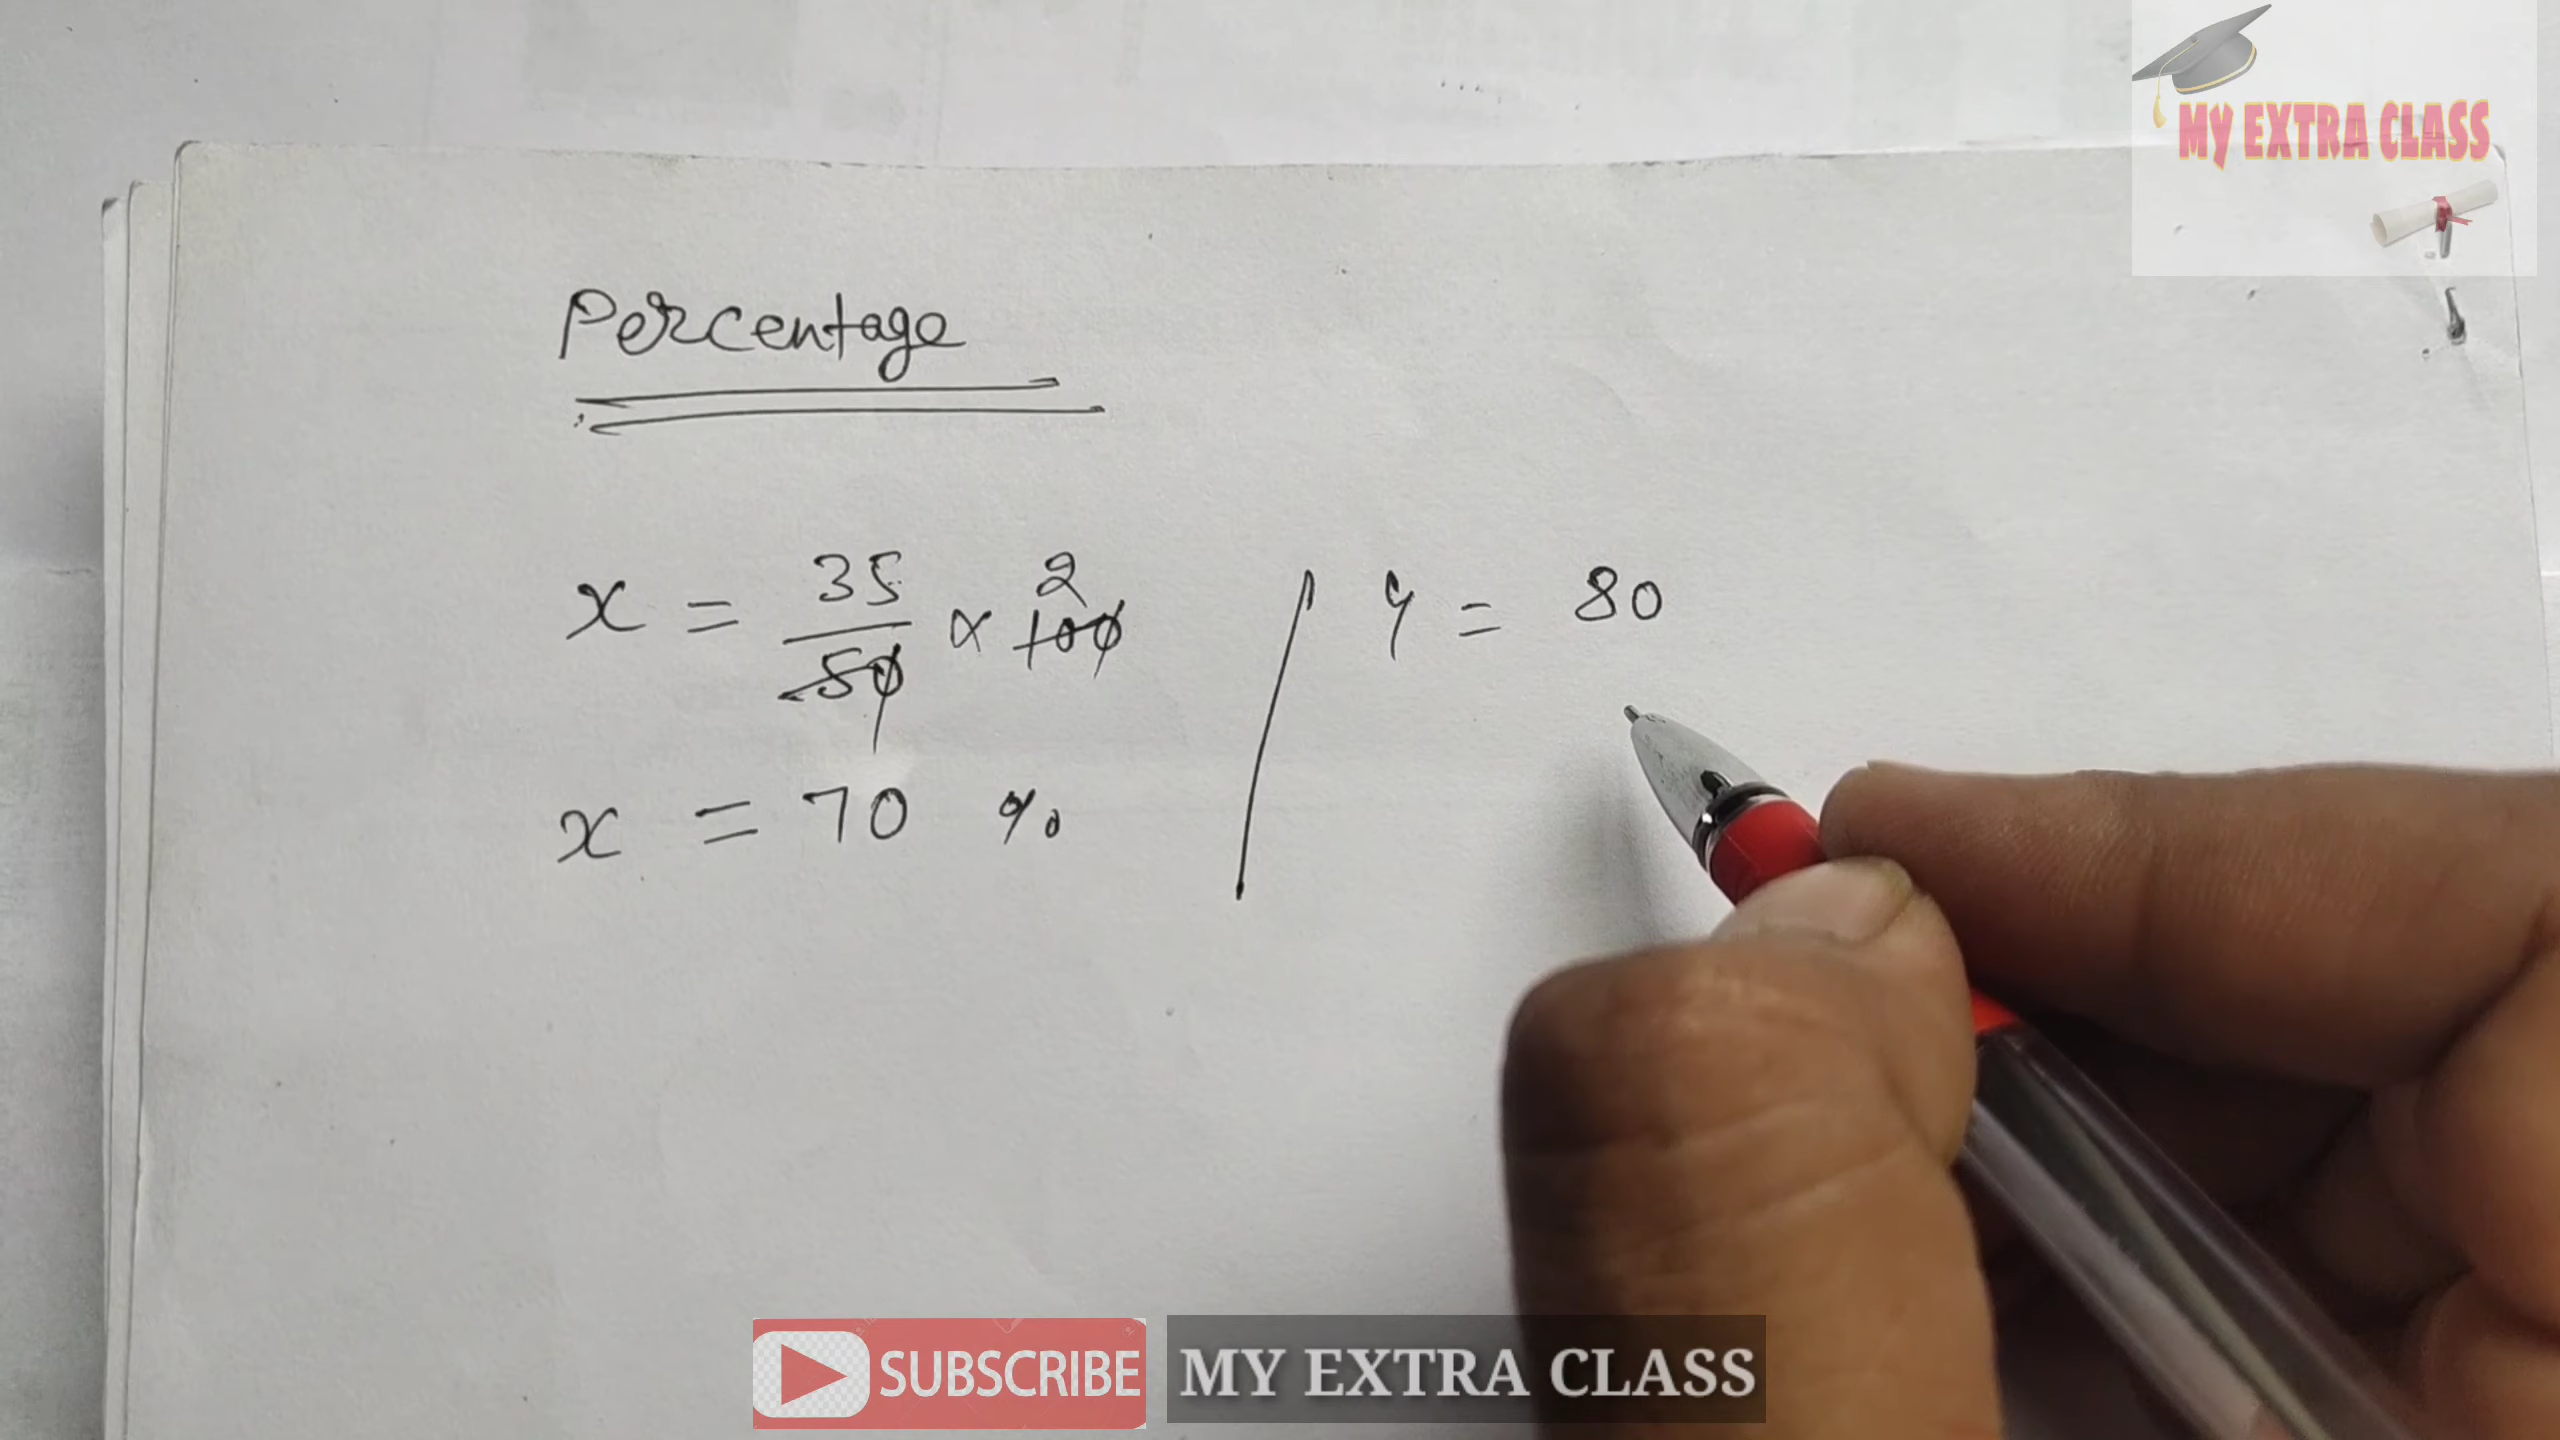 MY EXTRA CLASS
Percentage
x = 35/50 × 100 2
x = 70 %
y = 80
SUBSCRIBE
MY EXTRA CLASS